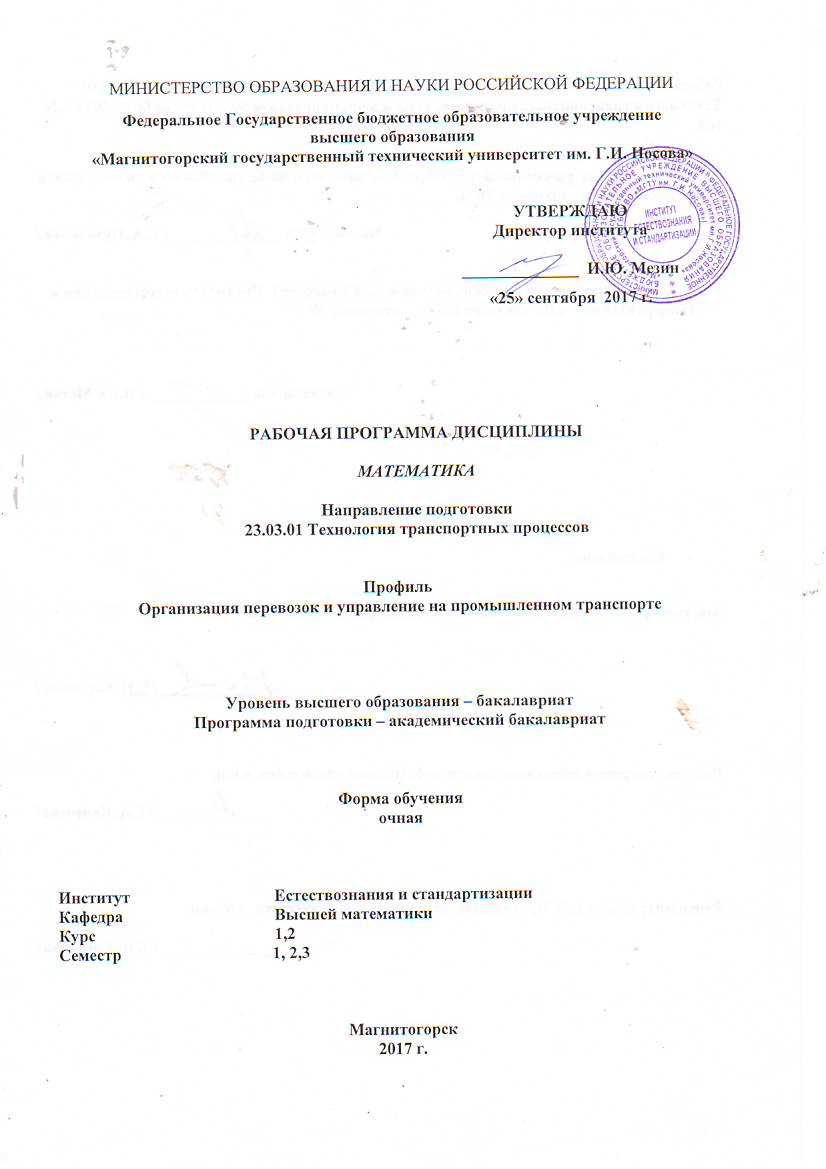 МИНИСТЕРСТВО ОБРАЗОВАНИЯ И НАУКИ РОССИЙСКОЙ ФЕДЕРАЦИИ
Федеральное Государственное бюджетное образовательное учреждение
высшего образования
«Магнитогорский государственный технический университет им. Г.И. Носова»
УТВЕРЖДАЮ
Директор института
И.Ю. Мезин
«25» сентября 2017 г.
ИНСТИТУТ
ЕСТЕСТВОЗНАНИЯ
И СТАНДАРТИЗАЦИИ
РАБОЧАЯ ПРОГРАММА ДИСЦИПЛИНЫ
МАТЕМАТИКА
Направление подготовки
23.03.01 Технология транспортных процессов
Профиль
Организация перевозок и управление на промышленном транспорте
Уровень высшего образования – бакалавриат
Программа подготовки – академический бакалавриат
Форма обучения
очная
Институт Естествознания и стандартизации
Кафедра Высшей математики
Курс 1,2
Семестр 1, 2,3
Магнитогорск
2017 г.